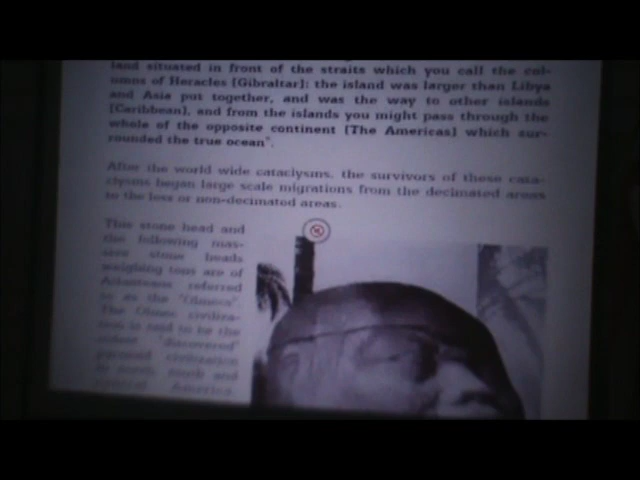 land situated in front of the straits which you call the col-
umns of Heracles [Gibraltar]: the island was larger than Libya
and Asia put together, and was the way to other islands
[Caribbean], and from the islands you might pass through the
whole of the opposite continent [The Americas] which sur-
rounded the true ocean".
After the world wide cataclysms, the survivors of these cata-
clysms began large scale migrations from the decimated areas
to the less or non-decimated areas.
This stone head and
the following mas-
sive stone heads
weighing tons are of
Atlanteans referred
to as the "Olmecs".
The Olmec civiliza-
tion is said to be the
oldest "discovered"
pyramid civilization
in north, south and
central America